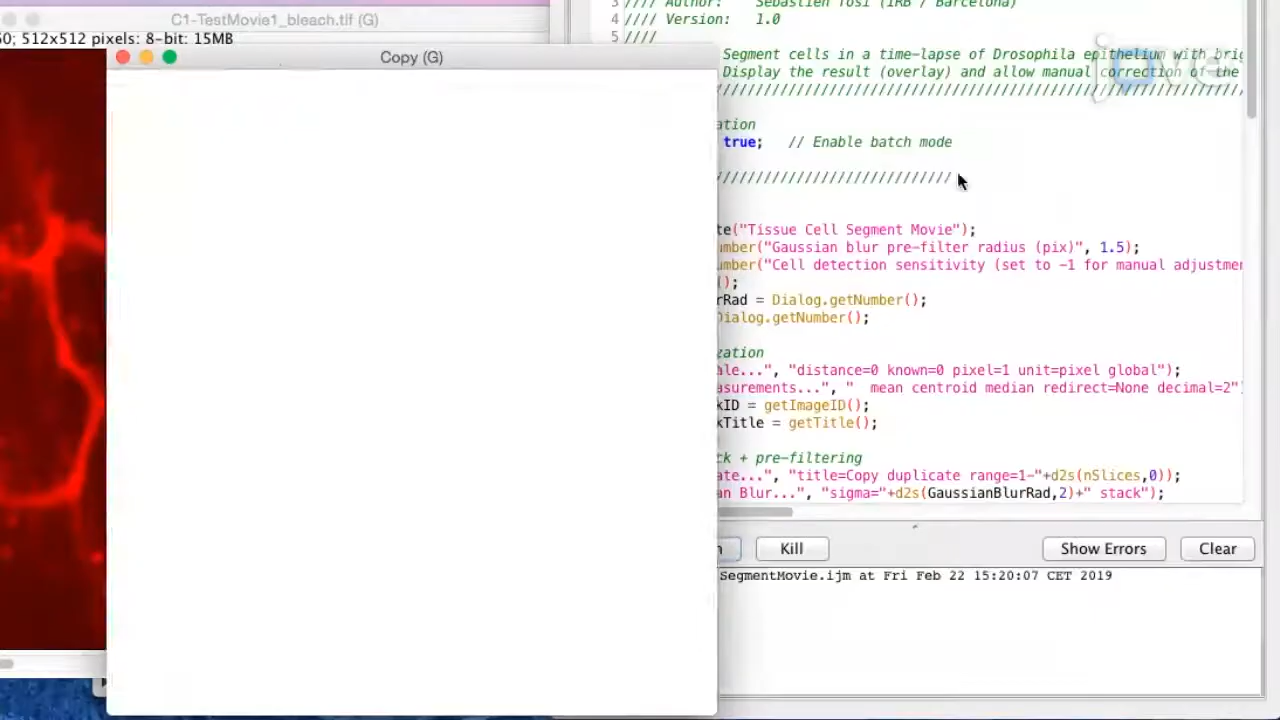 C1-TestMovie1_bleach.tif (G)
0; 512x512 pixels: 8-bit: 15MB
Copy (G)
3 //// Author: Sebastien Tosi (IRB / Barcelona)
4 //// Version: 1.0
5 ////
Segment cells in a time-lapse of Drosophila epithelium with brig
Display the result (overlay) and allow manual correction of the
////////////////////////////////////////////////////////////////
ation
true; // Enable batch mode
/////////////////////////////
te("Tissue Cell Segment Movie");
umber("Gaussian blur pre-filter radius (pix)", 1.5);
umber("Cell detection sensitivity (set to -1 for manual adjustmen
();
rRad = Dialog.getNumber();
Dialog.getNumber();
zation
ale...", "distance=0 known=0 pixel=1 unit=pixel global");
asurements...", "  mean centroid median redirect=None decimal=2"
kID = getImageID();
kTitle = getTitle();
ck + pre-filtering
ate...", "title=Copy duplicate range=1-"+d2s(nSlices,0));
an Blur...", "sigma="+d2s(GaussianBlurRad,2)+" stack");
n Kill Show Errors Clear
SegmentMovie.ijm at Fri Feb 22 15:20:07 CET 2019
jove